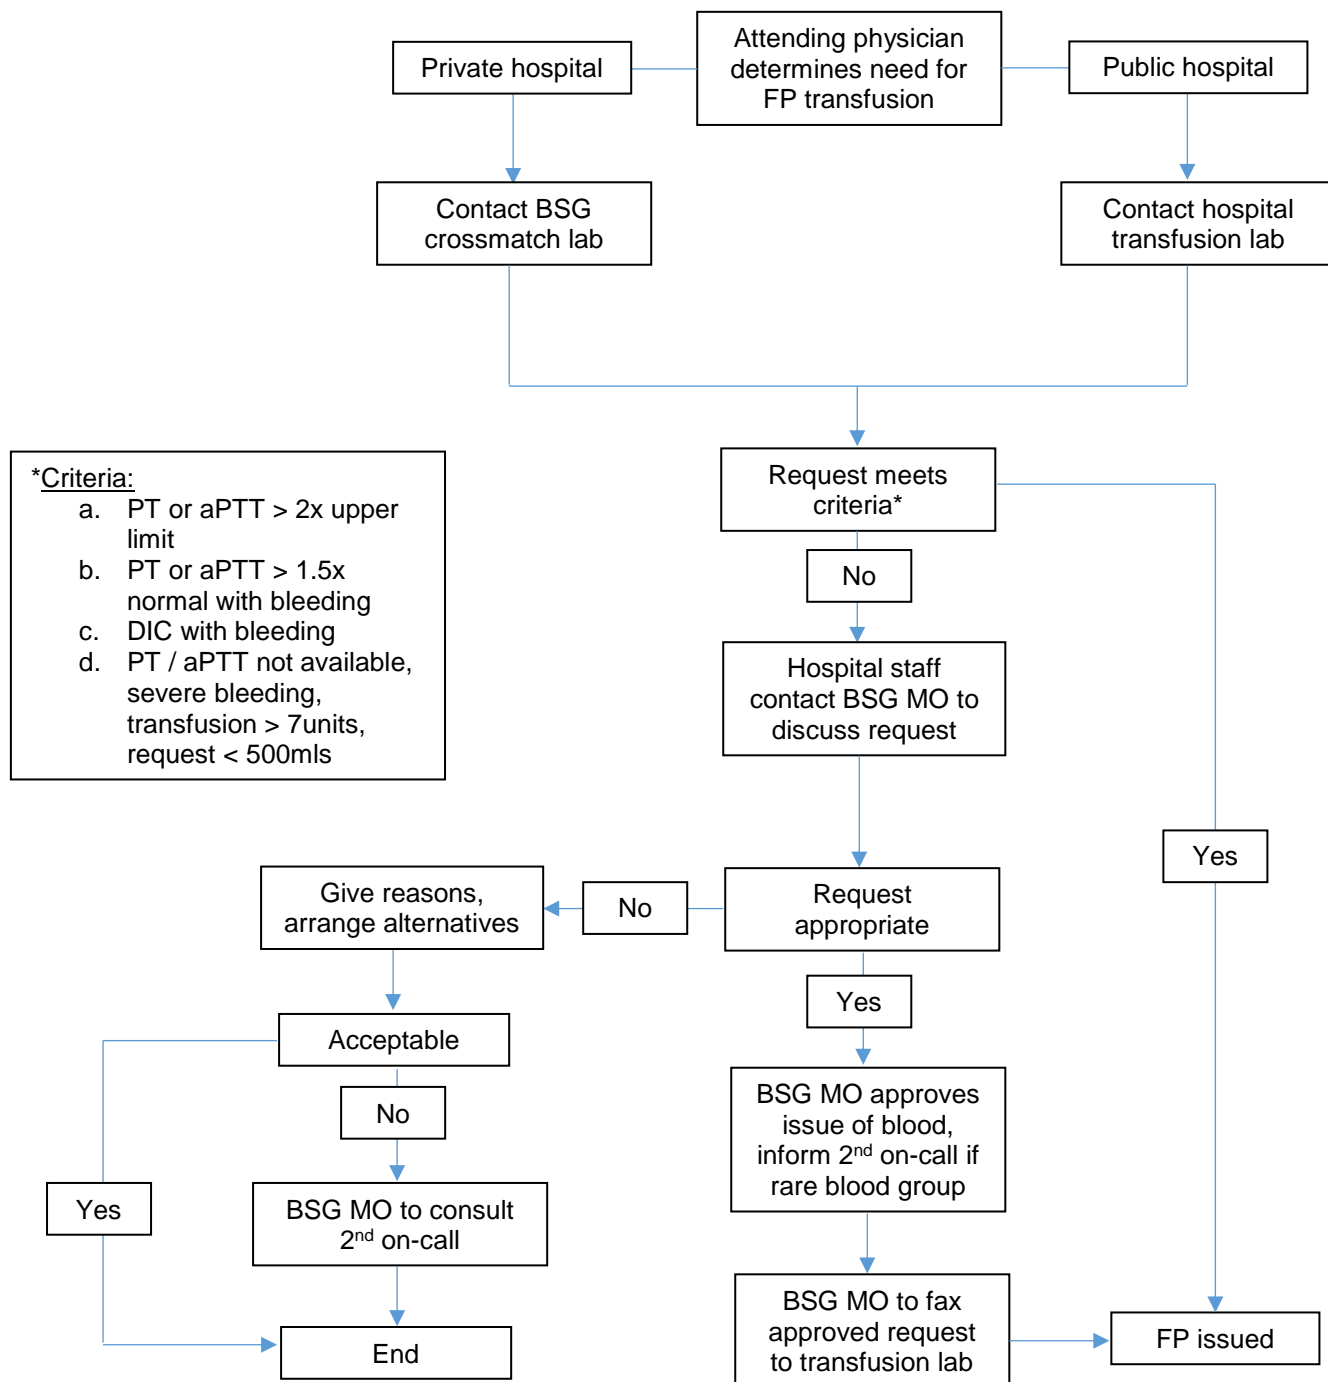 Private hospital
Attending physician
determines need for
FP transfusion
Public hospital
Contact BSG
crossmatch lab
Contact hospital
transfusion lab
*Criteria:
a. PT or aPTT > 2x upper
limit
b. PT or aPTT > 1.5x
normal with bleeding
c. DIC with bleeding
d. PT / aPTT not available,
severe bleeding,
transfusion > 7units,
request < 500mls
Request meets
criteria*
No
Hospital staff
contact BSG MO to
discuss request
Yes
Give reasons,
arrange alternatives
No
Request
appropriate
Yes
Acceptable
No
BSG MO approves
issue of blood,
inform 2nd on-call if
rare blood group
Yes
BSG MO to consult
2nd on-call
BSG MO to fax
approved request
to transfusion lab
FP issued
End